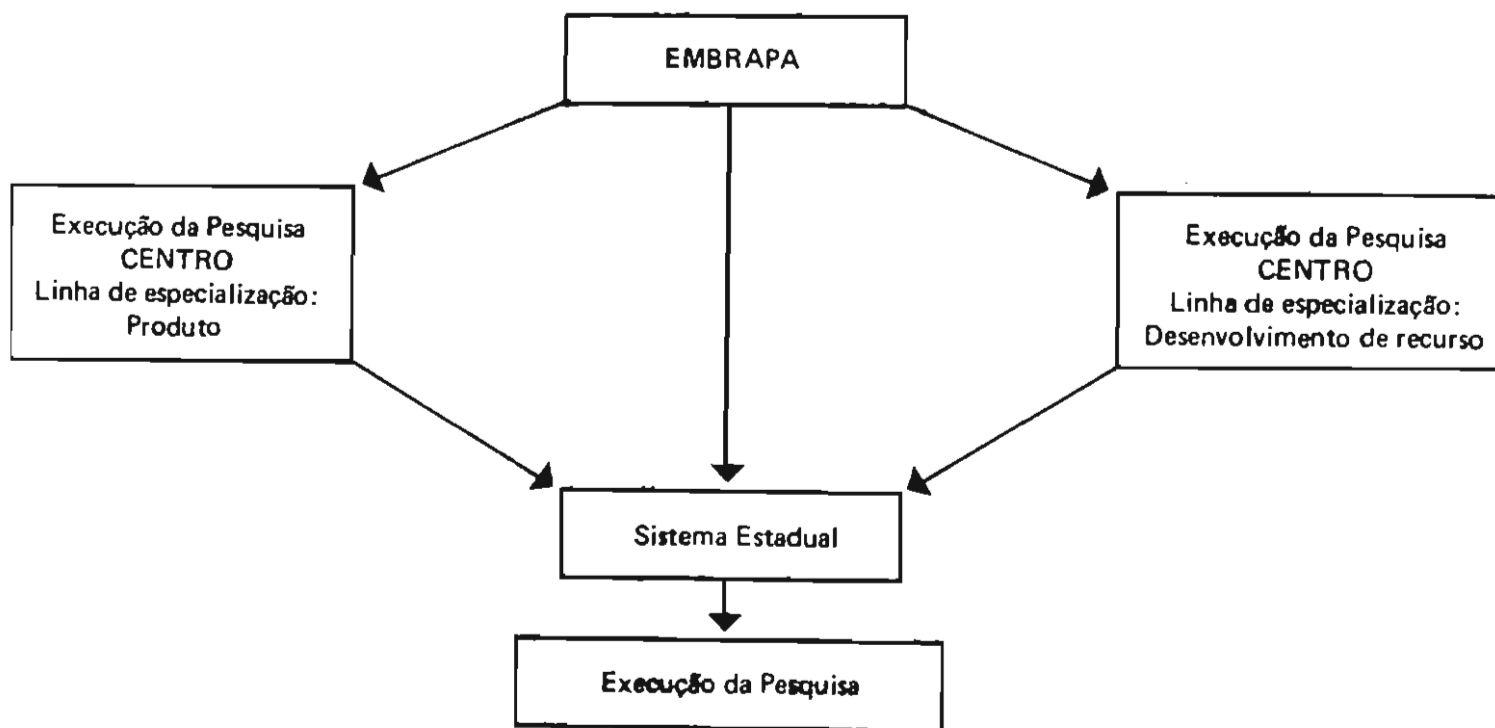 EMBRAPA
Execução da Pesquisa
CENTRO
Linha de especialização:
Produto
Execução da Pesquisa
CENTRO
Linha de especialização:
Desenvolvimento de recurso
Sistema Estadual
Execução da Pesquisa